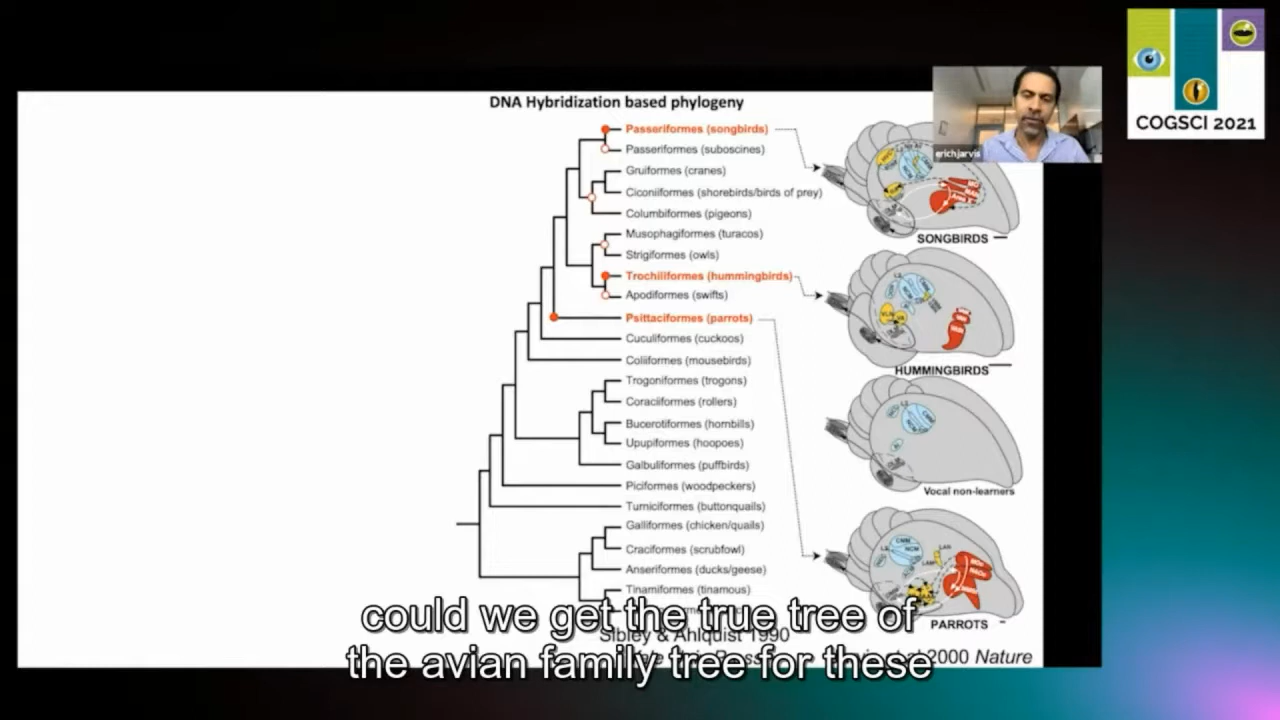 DNA Hybridization based phylogeny
Passeriformes (songbirds)
Passeriformes (suboscines)
Gruiformes (cranes)
Ciconiiformes (shorebirds/birds of prey)
Columbiformes (pigeons)
Musophagiformes (turacos)
Strigiformes (owls)
Trochiliformes (hummingbirds)
Apodiformes (swifts)
Psittaciformes (parrots)
Cuculiformes (cuckoos)
Coliiformes (mousebirds)
Trogoniformes (trogons)
Coraciiformes (rollers)
Bucerotiformes (hornbills)
Upupiformes (hoopoes)
Galbuliformes (puffbirds)
Piciformes (woodpeckers)
Turniciformes (buttonquails)
Galliformes (chicken/quails)
Craciformes (scrubfowl)
Anseriformes (ducks/geese)
Tinamiformes (tinamous)
Sibley & Ahlquist 1990
2000 Nature
SONGBIRDS
HUMMINGBIRDS
Vocal non-learners
CMM
NCM
LAN
LAM
PARROTS
erichjarvis
COGSCI 2021
could we get the true tree of
the avian family tree for these